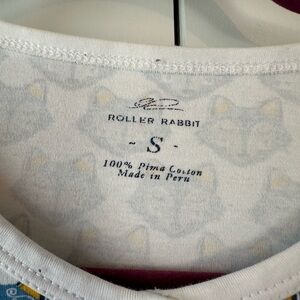 ROLLER RABBIT
- S -
100% Pima Cotton
Made in Peru